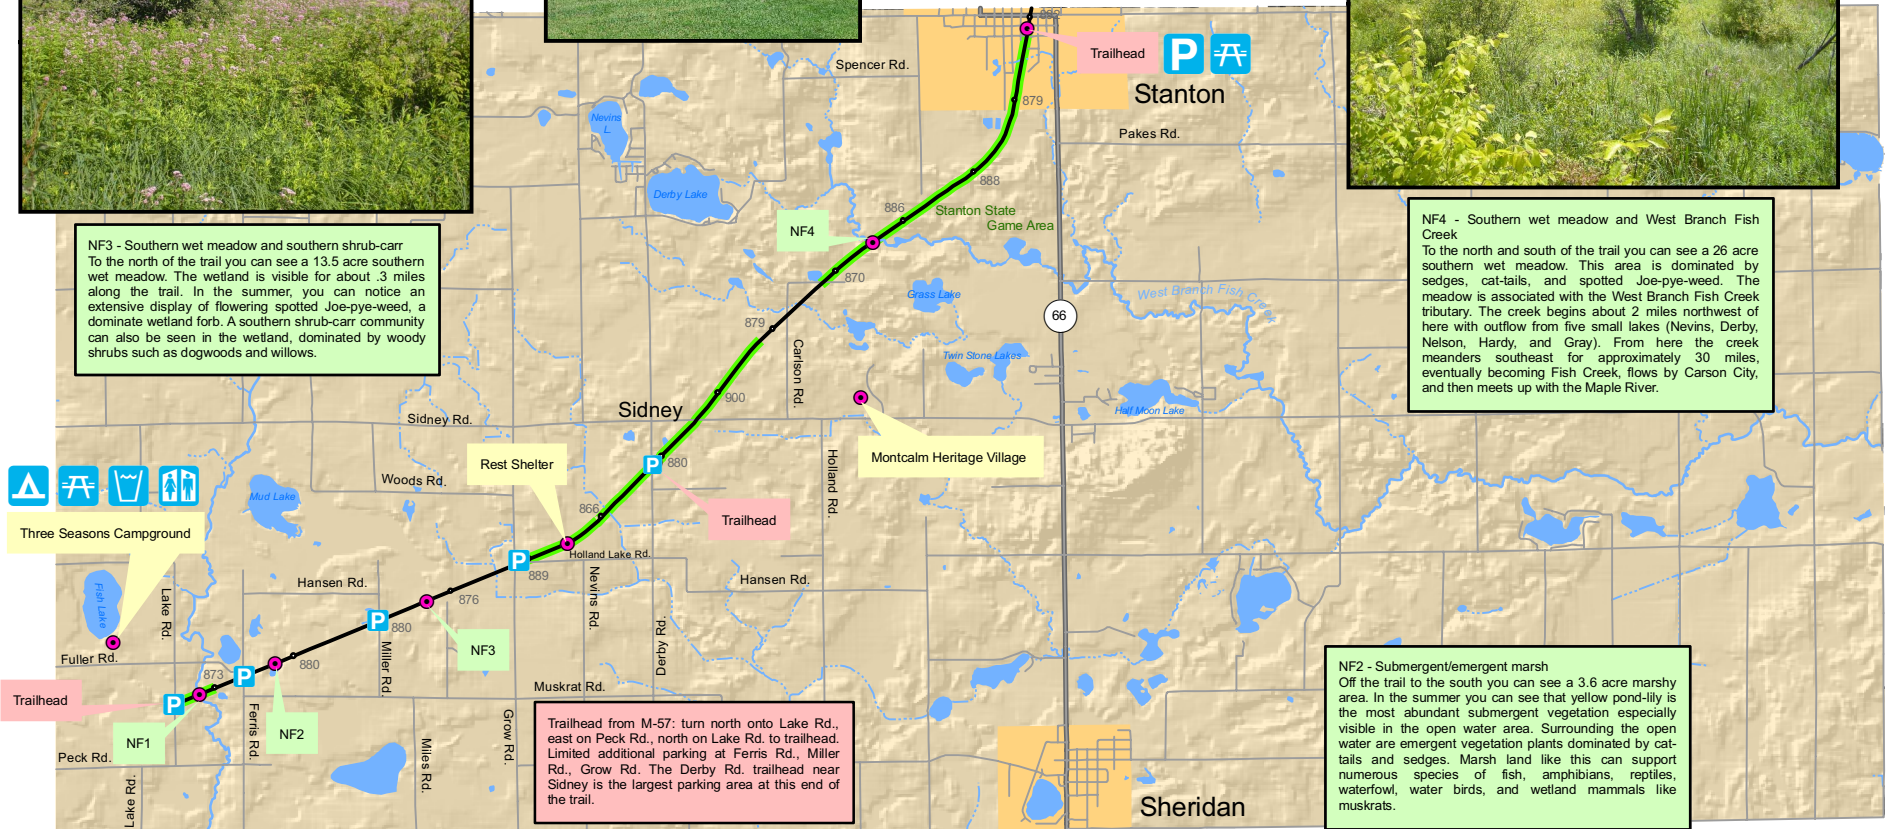 882
Trailhead
P
Spencer Rd.
Stanton
879
Nevins
L.
Pakes Rd.
888
Derby Lake
886
Stanton State
Game Area
NF4
870
NF3 - Southern wet meadow and southern shrub-carr
To the north of the trail you can see a 13.5 acre southern
wet meadow. The wetland is visible for about .3 miles
along the trail. In the summer, you can notice an
extensive display of flowering spotted Joe-pye-weed, a
dominate wetland forb. A southern shrub-carr community
can also be seen in the wetland, dominated by woody
shrubs such as dogwoods and willows.
NF4 - Southern wet meadow and West Branch Fish
Creek
To the north and south of the trail you can see a 26 acre
southern wet meadow. This area is dominated by
sedges, cat-tails, and spotted Joe-pye-weed. The
meadow is associated with the West Branch Fish Creek
tributary. The creek begins about 2 miles northwest of
here with outflow from five small lakes (Nevins, Derby,
Nelson, Hardy, and Gray). From here the creek
meanders southeast for approximately 30 miles,
eventually becoming Fish Creek, flows by Carson City,
and then meets up with the Maple River.
Grass Lake
West Branch Fish Creek
66
879
Carlson Rd.
Twin Stone Lakes
900
Sidney
Half Moon Lake
Sidney Rd.
Rest Shelter
P
880
Montcalm Heritage Village
Holland Rd.
Woods Rd.
Mud Lake
866
Trailhead
Three Seasons Campground
Holland Lake Rd.
P
889
Hansen Rd.
Hansen Rd.
Nevins Rd.
Fish Lake
Lake Rd.
876
P
880
Miller Rd.
Derby Rd.
NF3
Fuller Rd.
880
873
P
Muskrat Rd.
Trailhead
P
NF1
Ferris Rd.
NF2
Grow Rd.
Miles Rd.
Peck Rd.
Lake Rd.
Trailhead from M-57: turn north onto Lake Rd.,
east on Peck Rd., north on Lake Rd. to trailhead.
Limited additional parking at Ferris Rd., Miller
Rd., Grow Rd. The Derby Rd. trailhead near
Sidney is the largest parking area at this end of
the trail.
Sheridan
NF2 - Submergent/emergent marsh
Off the trail to the south you can see a 3.6 acre marshy
area. In the summer you can see that yellow pond-lily is
the most abundant submergent vegetation especially
visible in the open water area. Surrounding the open
water are emergent vegetation plants dominated by cat-
tails and sedges. Marsh land like this can support
numerous species of fish, amphibians, reptiles,
waterfowl, water birds, and wetland mammals like
muskrats.